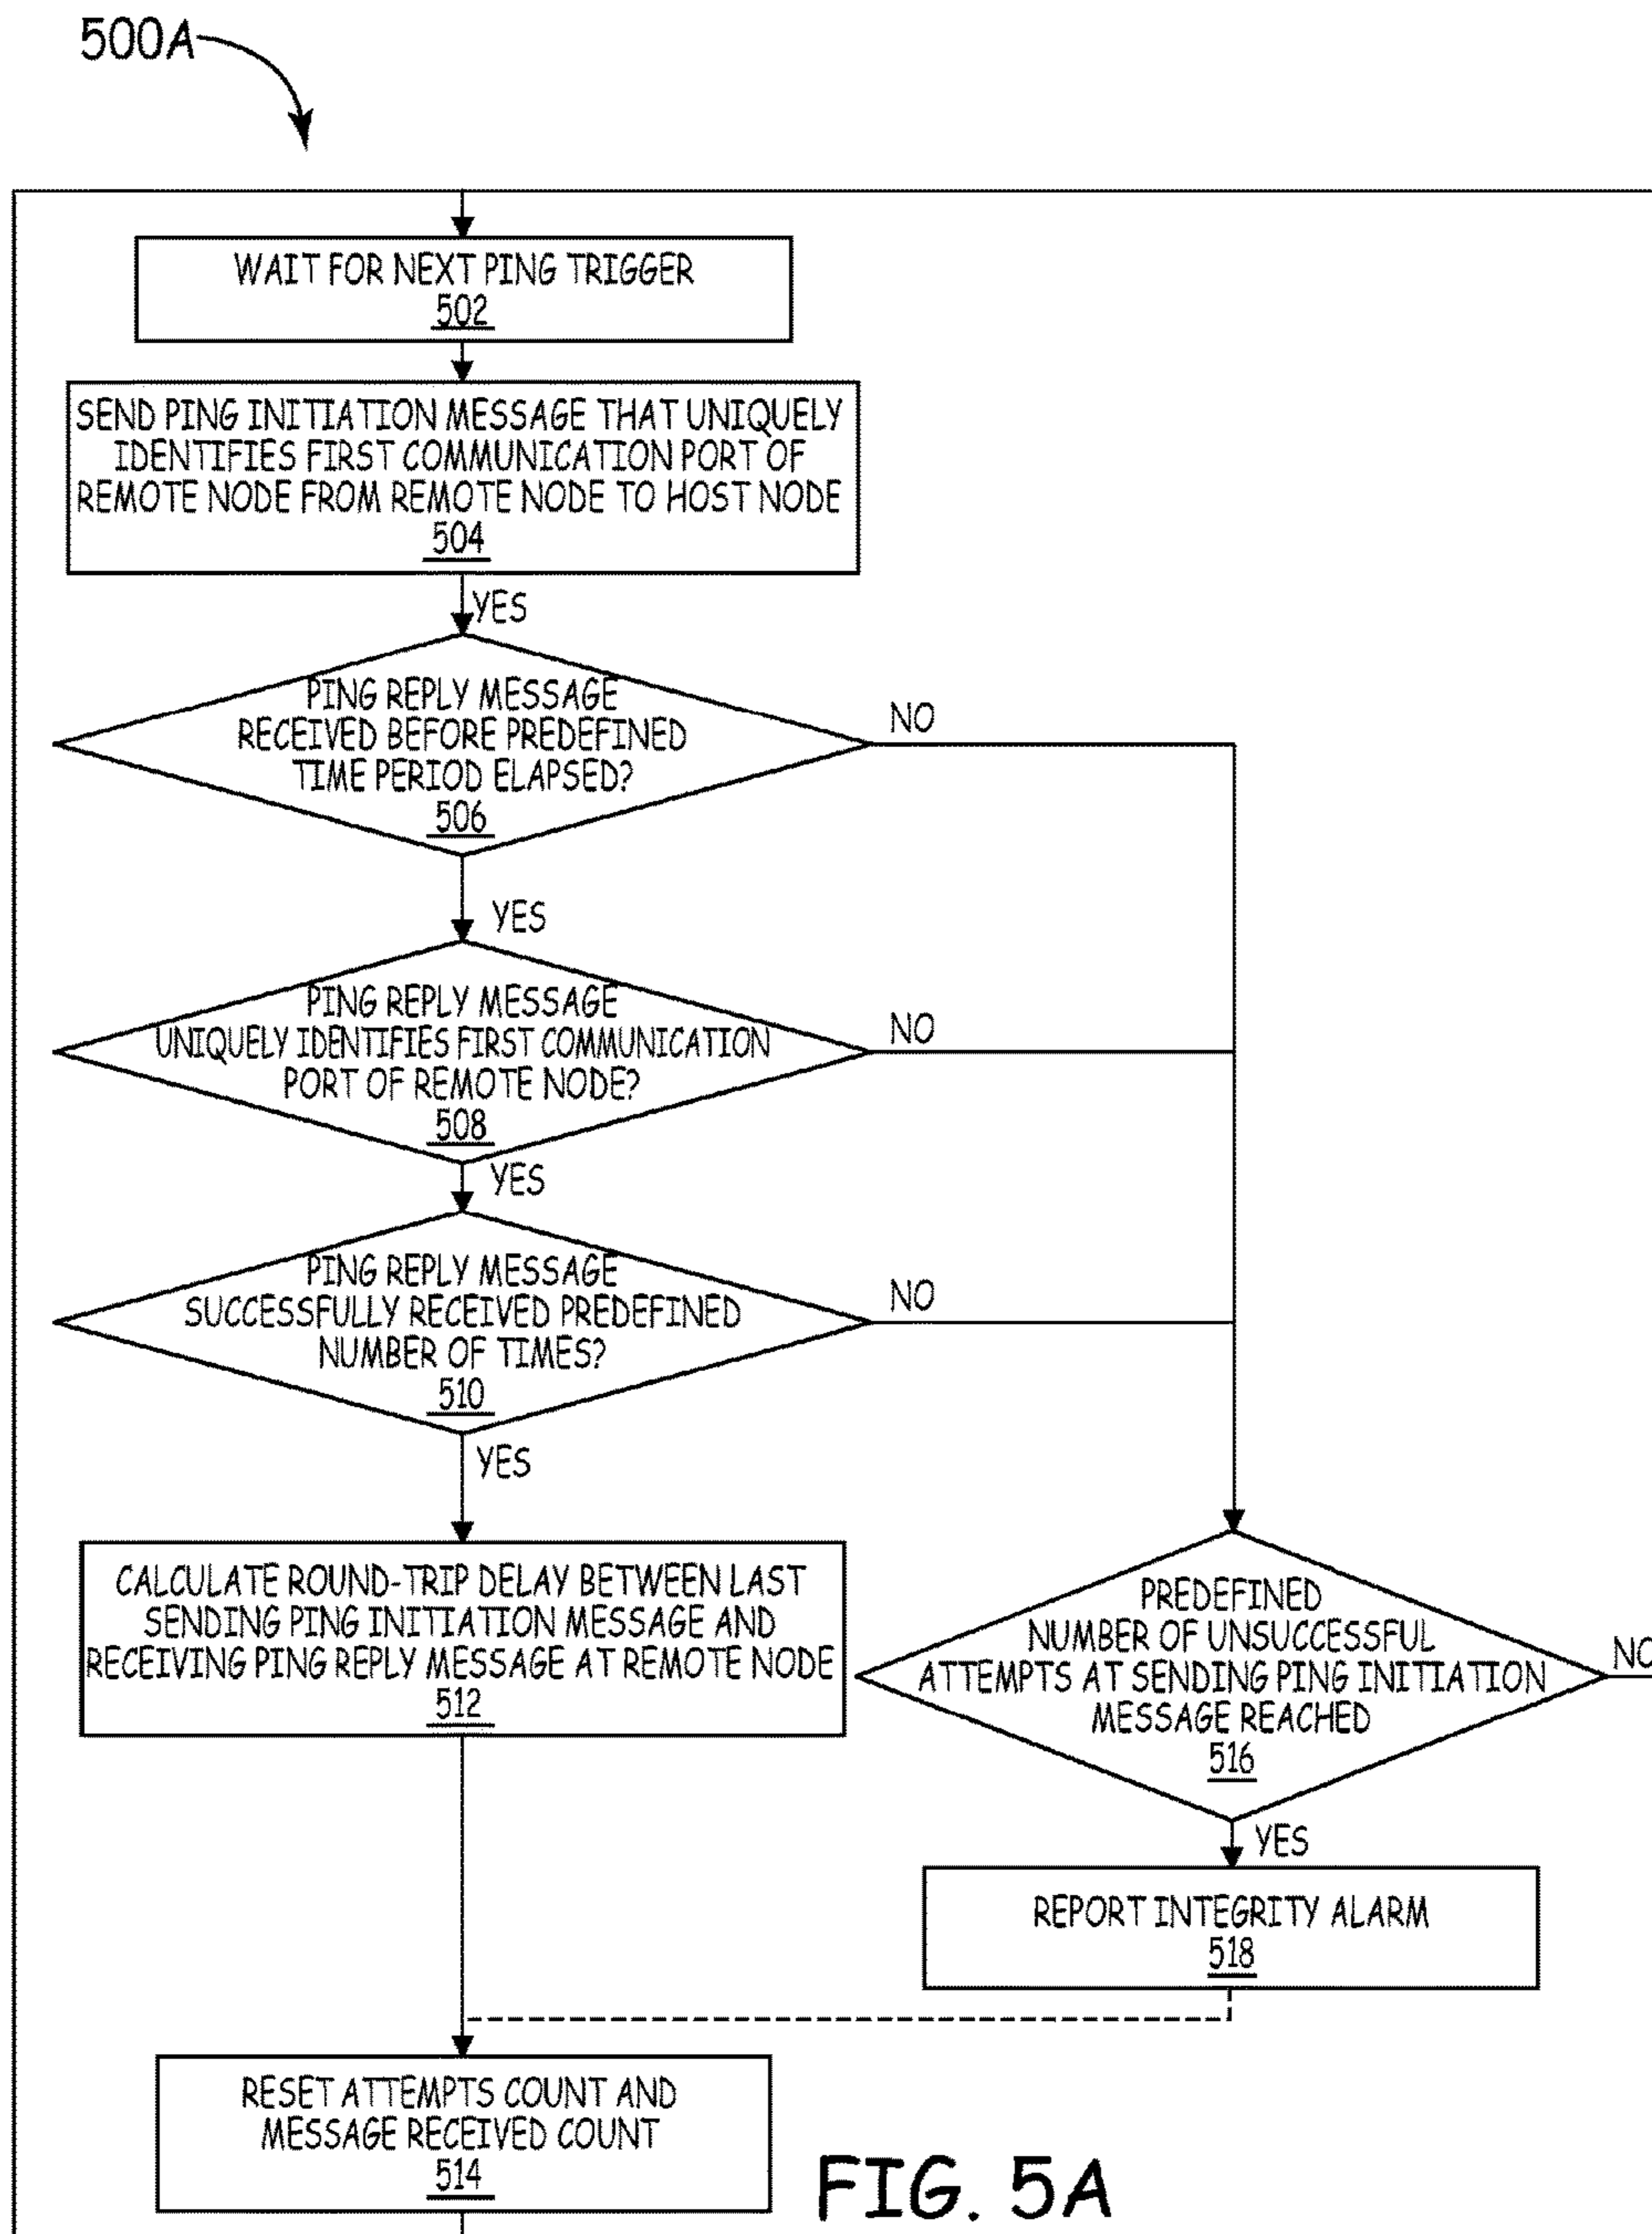 500A
WAIT FOR NEXT PING TRIGGER
502
SEND PING INITIATION MESSAGE THAT UNIQUELY
IDENTIFIES FIRST COMMUNICATION PORT OF
REMOTE NODE FROM REMOTE NODE TO HOST NODE
504
YES
PING REPLY MESSAGE
RECEIVED BEFORE PREDEFINED
TIME PERIOD ELAPSED?
506
NO
YES
PING REPLY MESSAGE
UNIQUELY IDENTIFIES FIRST COMMUNICATION
PORT OF REMOTE NODE?
508
NO
YES
PING REPLY MESSAGE
SUCCESSFULLY RECEIVED PREDEFINED
NUMBER OF TIMES?
510
NO
YES
CALCULATE ROUND-TRIP DELAY BETWEEN LAST
SENDING PING INITIATION MESSAGE AND
RECEIVING PING REPLY MESSAGE AT REMOTE NODE
512
PREDEFINED
NUMBER OF UNSUCCESSFUL
ATTEMPTS AT SENDING PING INITIATION
MESSAGE REACHED
516
NO
YES
REPORT INTEGRITY ALARM
518
RESET ATTEMPTS COUNT AND
MESSAGE RECEIVED COUNT
514
FIG. 5A